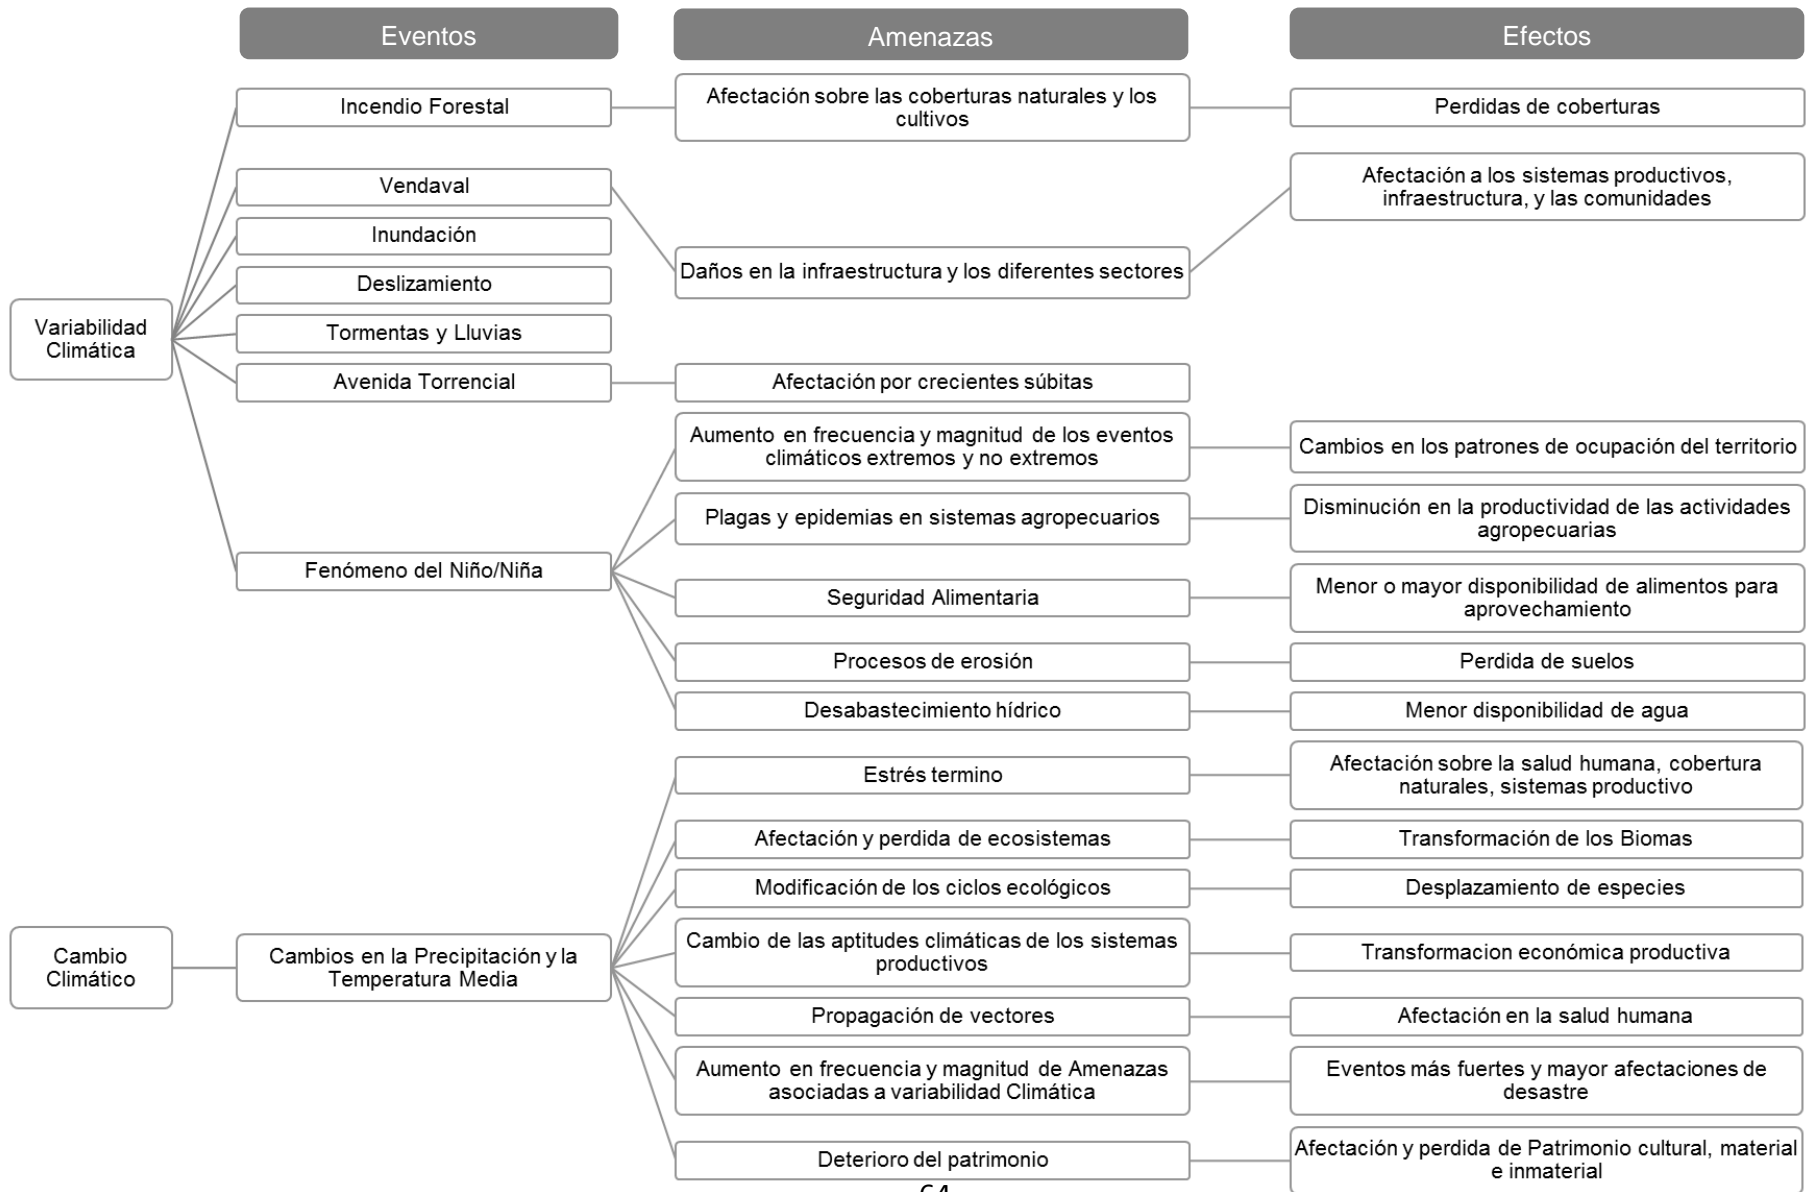 Eventos
Amenazas
Efectos
Variabilidad
Climática
Incendio Forestal
Afectación sobre las coberturas naturales y los
cultivos
Perdidas de coberturas
Vendaval
Inundación
Deslizamiento
Tormentas y Lluvias
Daños en la infraestructura y los diferentes sectores
Afectación a los sistemas productivos,
infraestructura, y las comunidades
Avenida Torrencial
Afectación por crecientes súbitas
Fenómeno del Niño/Niña
Aumento en frecuencia y magnitud de los eventos
climáticos extremos y no extremos
Cambios en los patrones de ocupación del territorio
Plagas y epidemias en sistemas agropecuarios
Disminución en la productividad de las actividades
agropecuarias
Seguridad Alimentaria
Menor o mayor disponibilidad de alimentos para
aprovechamiento
Procesos de erosión
Perdida de suelos
Desabastecimiento hídrico
Menor disponibilidad de agua
Cambio
Climático
Cambios en la Precipitación y la
Temperatura Media
Estrés termino
Afectación sobre la salud humana, cobertura
naturales, sistemas productivo
Afectación y perdida de ecosistemas
Transformación de los Biomas
Modificación de los ciclos ecológicos
Desplazamiento de especies
Cambio de las aptitudes climáticas de los sistemas
productivos
Transformacion económica productiva
Propagación de vectores
Afectación en la salud humana
Aumento en frecuencia y magnitud de Amenazas
asociadas a variabilidad Climática
Eventos más fuertes y mayor afectaciones de
desastre
Deterioro del patrimonio
Afectación y perdida de Patrimonio cultural, material
e inmaterial